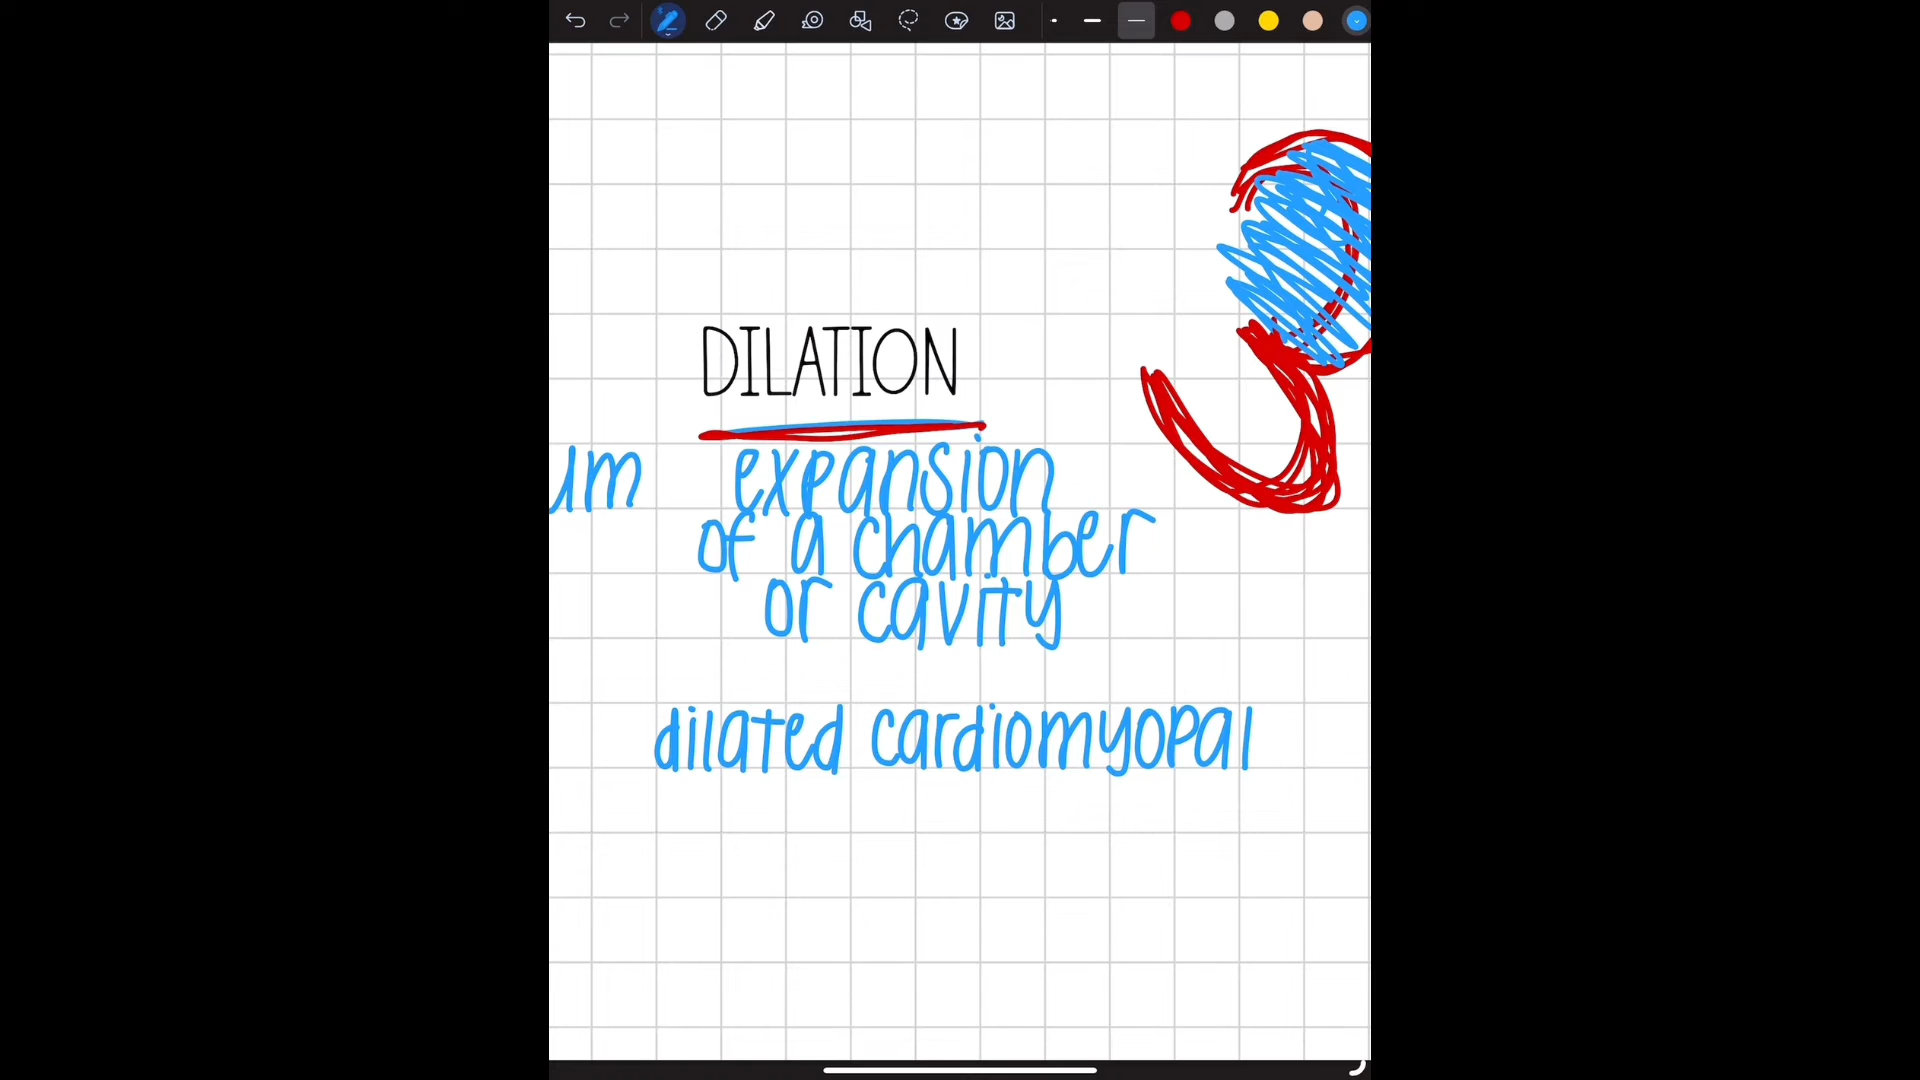 DILATION
um expansion
of a chamber
or cavity
dilated cardiomyopal